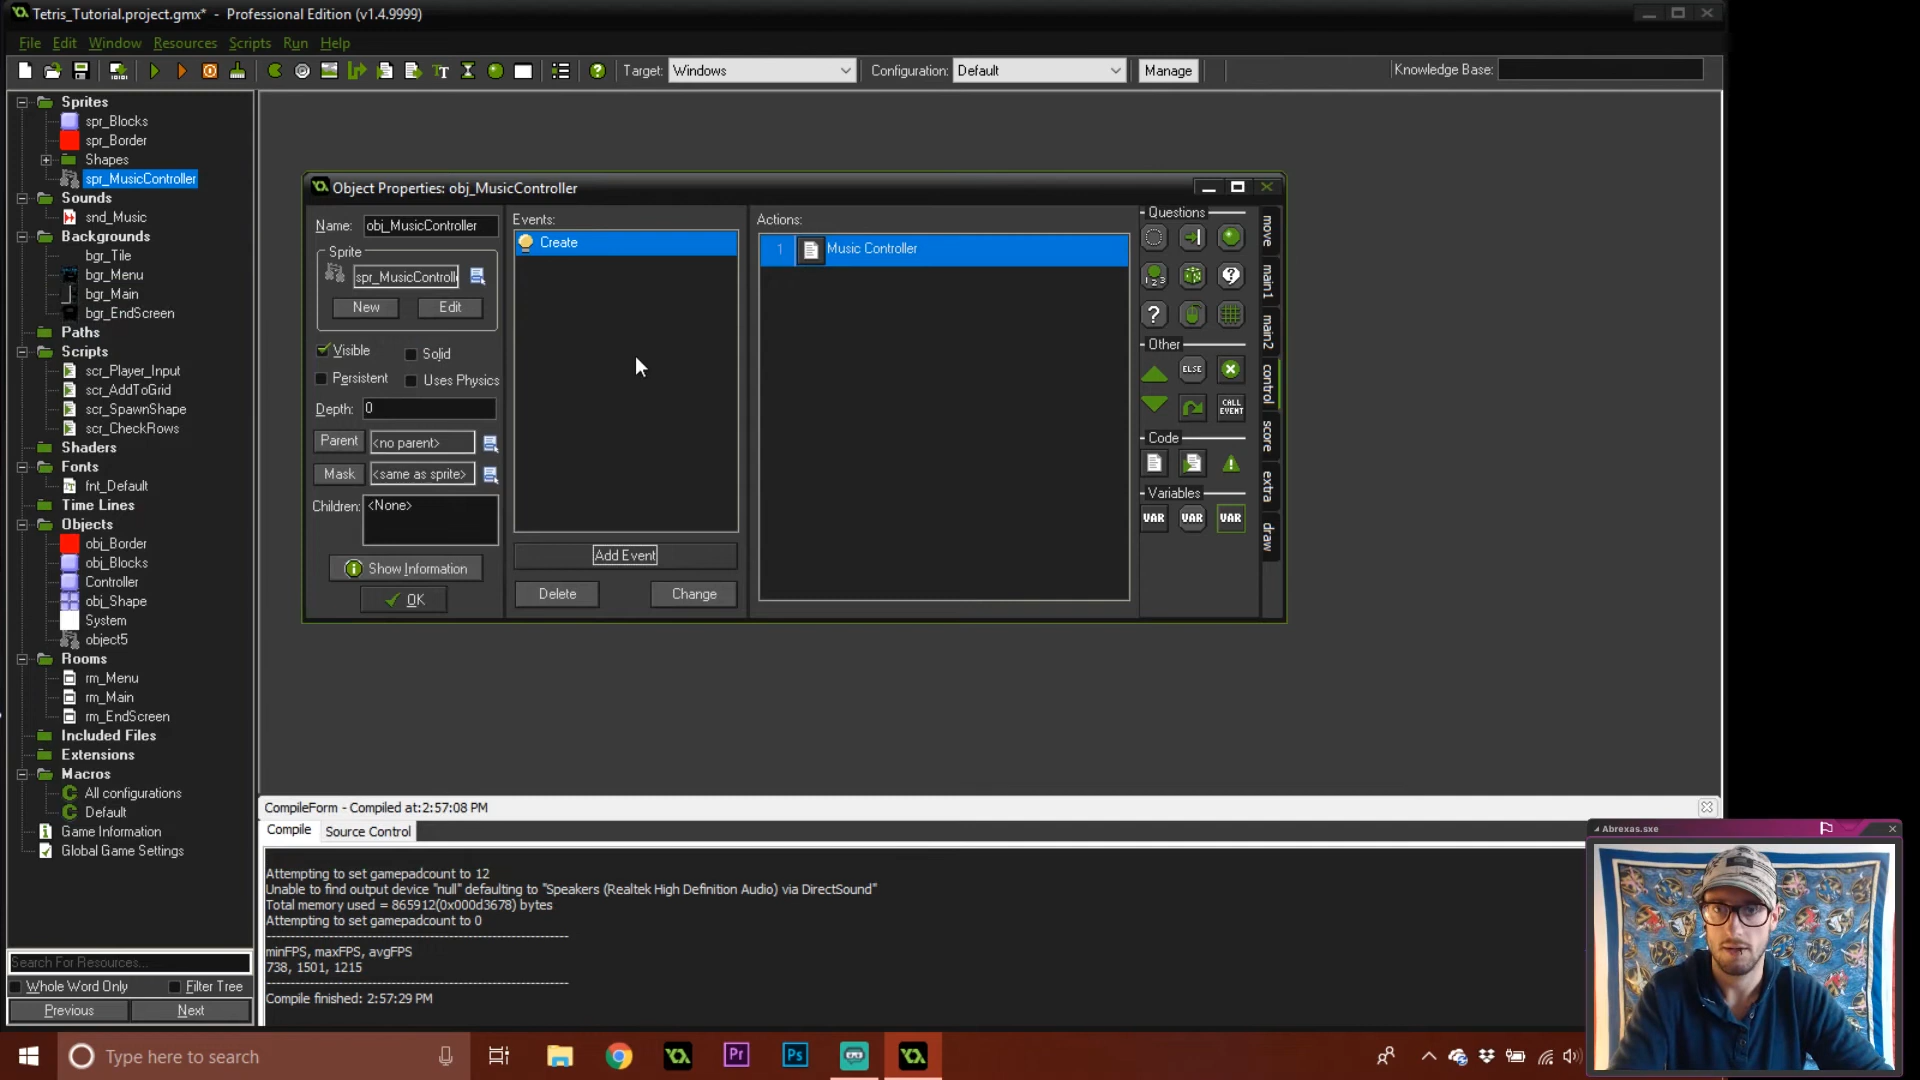 Tetris_Tutorial.project.gmx* - Professional Edition (v1.4.9999)
File Edit Window Resources Scripts Run Help
Target: Windows Configuration: Default Manage Knowledge Base:
Sprites
spr_Blocks
spr_Border
Shapes
spr_MusicController
Sounds
snd_Music
Backgrounds
bgr_Tile
bgr_Menu
bgr_Main
bgr_EndScreen
Paths
Scripts
scr_Player_Input
scr_AddToGrid
scr_SpawnShape
scr_CheckRows
Shaders
Fonts
fnt_Default
Time Lines
Objects
obj_Border
obj_Blocks
Controller
obj_Shape
System
object5
Rooms
rm_Menu
rm_Main
rm_EndScreen
Included Files
Extensions
Macros
All configurations
Default
Game Information
Global Game Settings
Search For Resources...
Whole Word Only Filter Tree
Previous Next
Object Properties: obj_MusicController
Name: obj_MusicController
Sprite
spr_MusicControll
New Edit
Visible Solid
Persistent Uses Physics
Depth: 0
Parent <no parent>
Mask <same as sprite>
Children: <None>
Show Information
OK
Events:
Create
Add Event
Delete Change
Actions:
1 Music Controller
Questions
Other
ELSE
CALL EVENT
Code
Variables
VAR VAR VAR
move
main1
main2
control
score
extra
draw
CompileForm - Compiled at:2:57:08 PM
Compile Source Control
Attempting to set gamepadcount to 12
Unable to find output device "null" defaulting to "Speakers (Realtek High Definition Audio) via DirectSound"
Total memory used = 865912(0x000d3678) bytes
Attempting to set gamepadcount to 0
minFPS, maxFPS, avgFPS
738, 1501, 1215
Compile finished: 2:57:29 PM
Abrexas.sxe
Type here to search
Pr
Ps